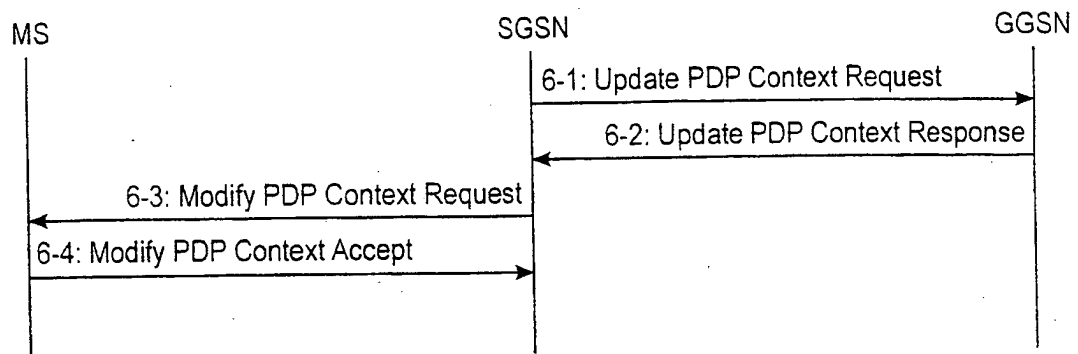 MS
SGSN
GGSN
6-1: Update PDP Context Request
6-2: Update PDP Context Response
6-3: Modify PDP Context Request
6-4: Modify PDP Context Accept